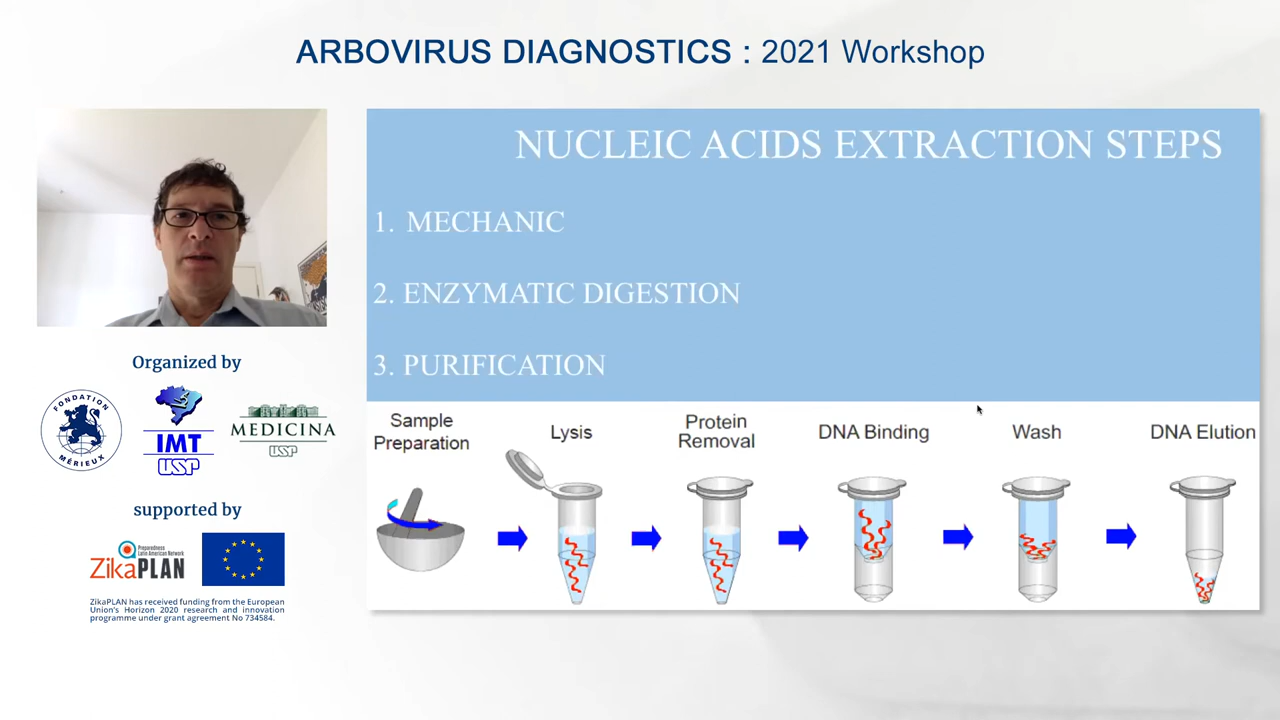 ARBOVIRUS DIAGNOSTICS : 2021 Workshop
NUCLEIC ACIDS EXTRACTION STEPS
1. MECHANIC
2. ENZYMATIC DIGESTION
3. PURIFICATION
Sample
Preparation
Lysis
Protein
Removal
DNA Binding
Wash
DNA Elution
Organized by
FONDATION
MÉRIEUX
IMT
USP
MEDICINA
USP
supported by
Preparedness
Latin American Network
ZikaPLAN
ZikaPLAN has received funding from the European
Union's Horizon 2020 research and innovation
programme under grant agreement No 734584.